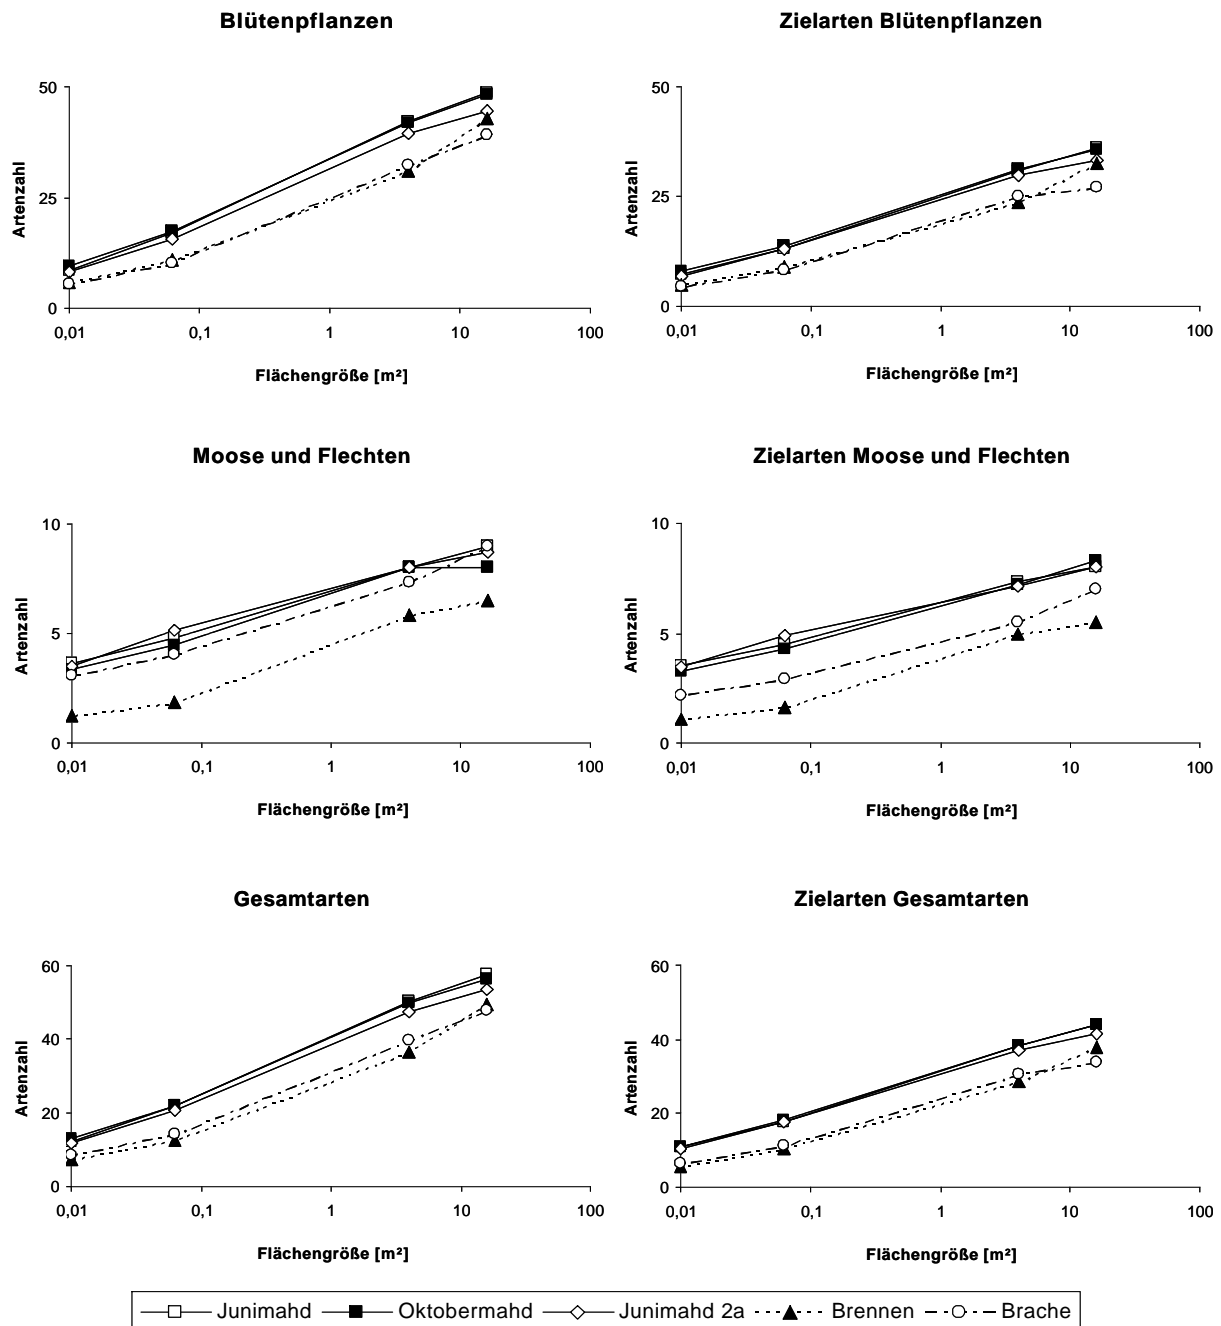 Blütenpflanzen
Artenzahl
50
25
0
0,01 0,1 1 10 100
Flächengröße [m²]
Zielarten Blütenpflanzen
Artenzahl
50
25
0
0,01 0,1 1 10 100
Flächengröße [m²]
Moose und Flechten
Artenzahl
10
5
0
0,01 0,1 1 10 100
Flächengröße [m²]
Zielarten Moose und Flechten
Artenzahl
10
5
0
0,01 0,1 1 10 100
Flächengröße [m²]
Gesamtarten
Artenzahl
60
40
20
0
0,01 0,1 1 10 100
Flächengröße [m²]
Zielarten Gesamtarten
Artenzahl
60
40
20
0
0,01 0,1 1 10 100
Flächengröße [m²]
Junimahd Oktobermahd Junimahd 2a Brennen Brache